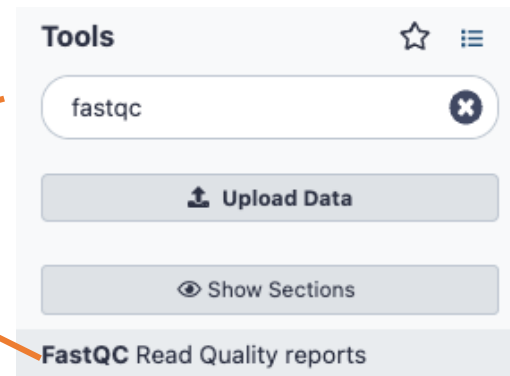 Tools
fastqc
Upload Data
Show Sections
FastQC Read Quality reports